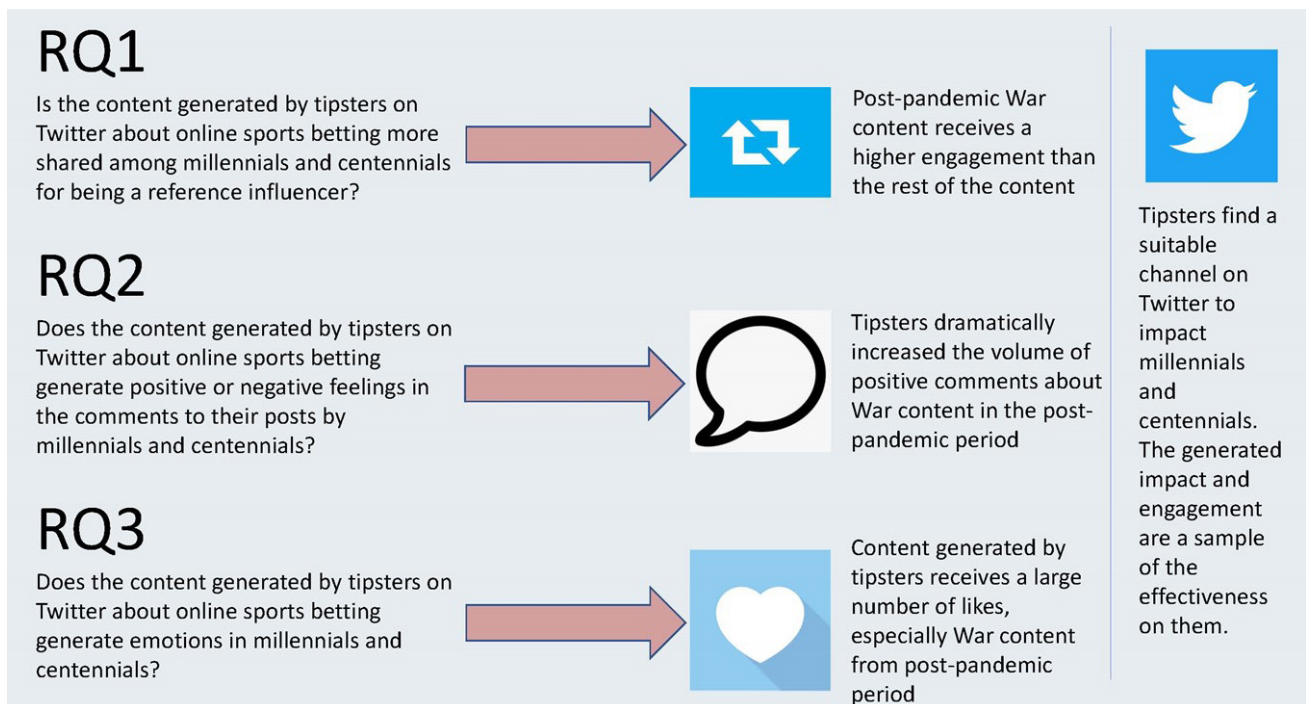 RQ1
Is the content generated by tipsters on
Twitter about online sports betting more
shared among millennials and centennials
for being a reference influencer?
Post-pandemic War
content receives a
higher engagement than
the rest of the content
RQ2
Does the content generated by tipsters on
Twitter about online sports betting
generate positive or negative feelings in
the comments to their posts by
millennials and centennials?
Tipsters dramatically
increased the volume of
positive comments about
War content in the post-
pandemic period
RQ3
Does the content generated by tipsters on
Twitter about online sports betting
generate emotions in millennials and
centennials?
Content generated by
tipsters receives a large
number of likes,
especially War content
from post-pandemic
period
Tipsters find a
suitable
channel on
Twitter to
impact
millennials
and
centennials.
The generated
impact and
engagement
are a sample
of the
effectiveness
on them.